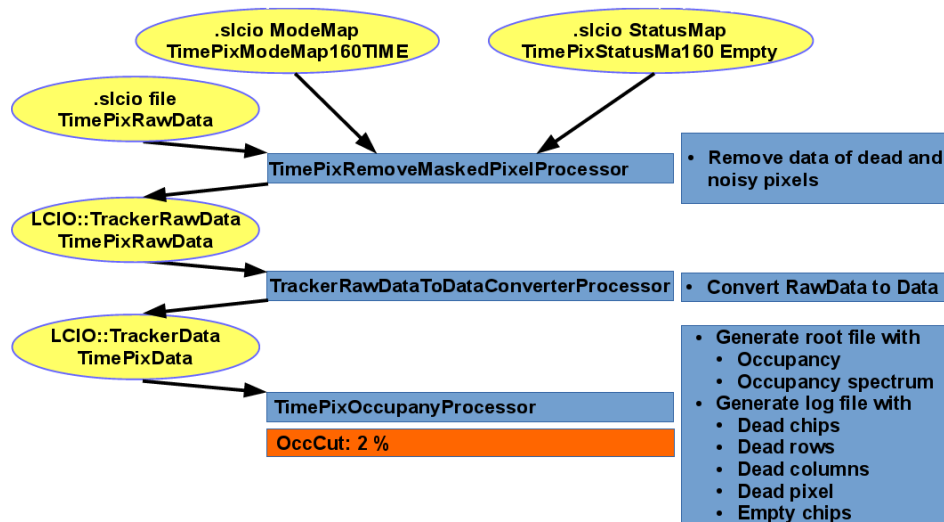 .slcio ModeMap
TimePixModeMap160TIME
.slcio StatusMap
TimePixStatusMa160 Empty
.slcio file
TimePixRawData
TimePixRemoveMaskedPixelProcessor
• Remove data of dead and
noisy pixels
LCIO::TrackerRawData
TimePixRawData
TrackerRawDataToDataConverterProcessor
• Convert RawData to Data
LCIO::TrackerData
TimePixData
TimePixOccupanyProcessor
OccCut: 2 %
• Generate root file with
• Occupancy
• Occupancy spectrum
• Generate log file with
• Dead chips
• Dead rows
• Dead columns
• Dead pixel
• Empty chips